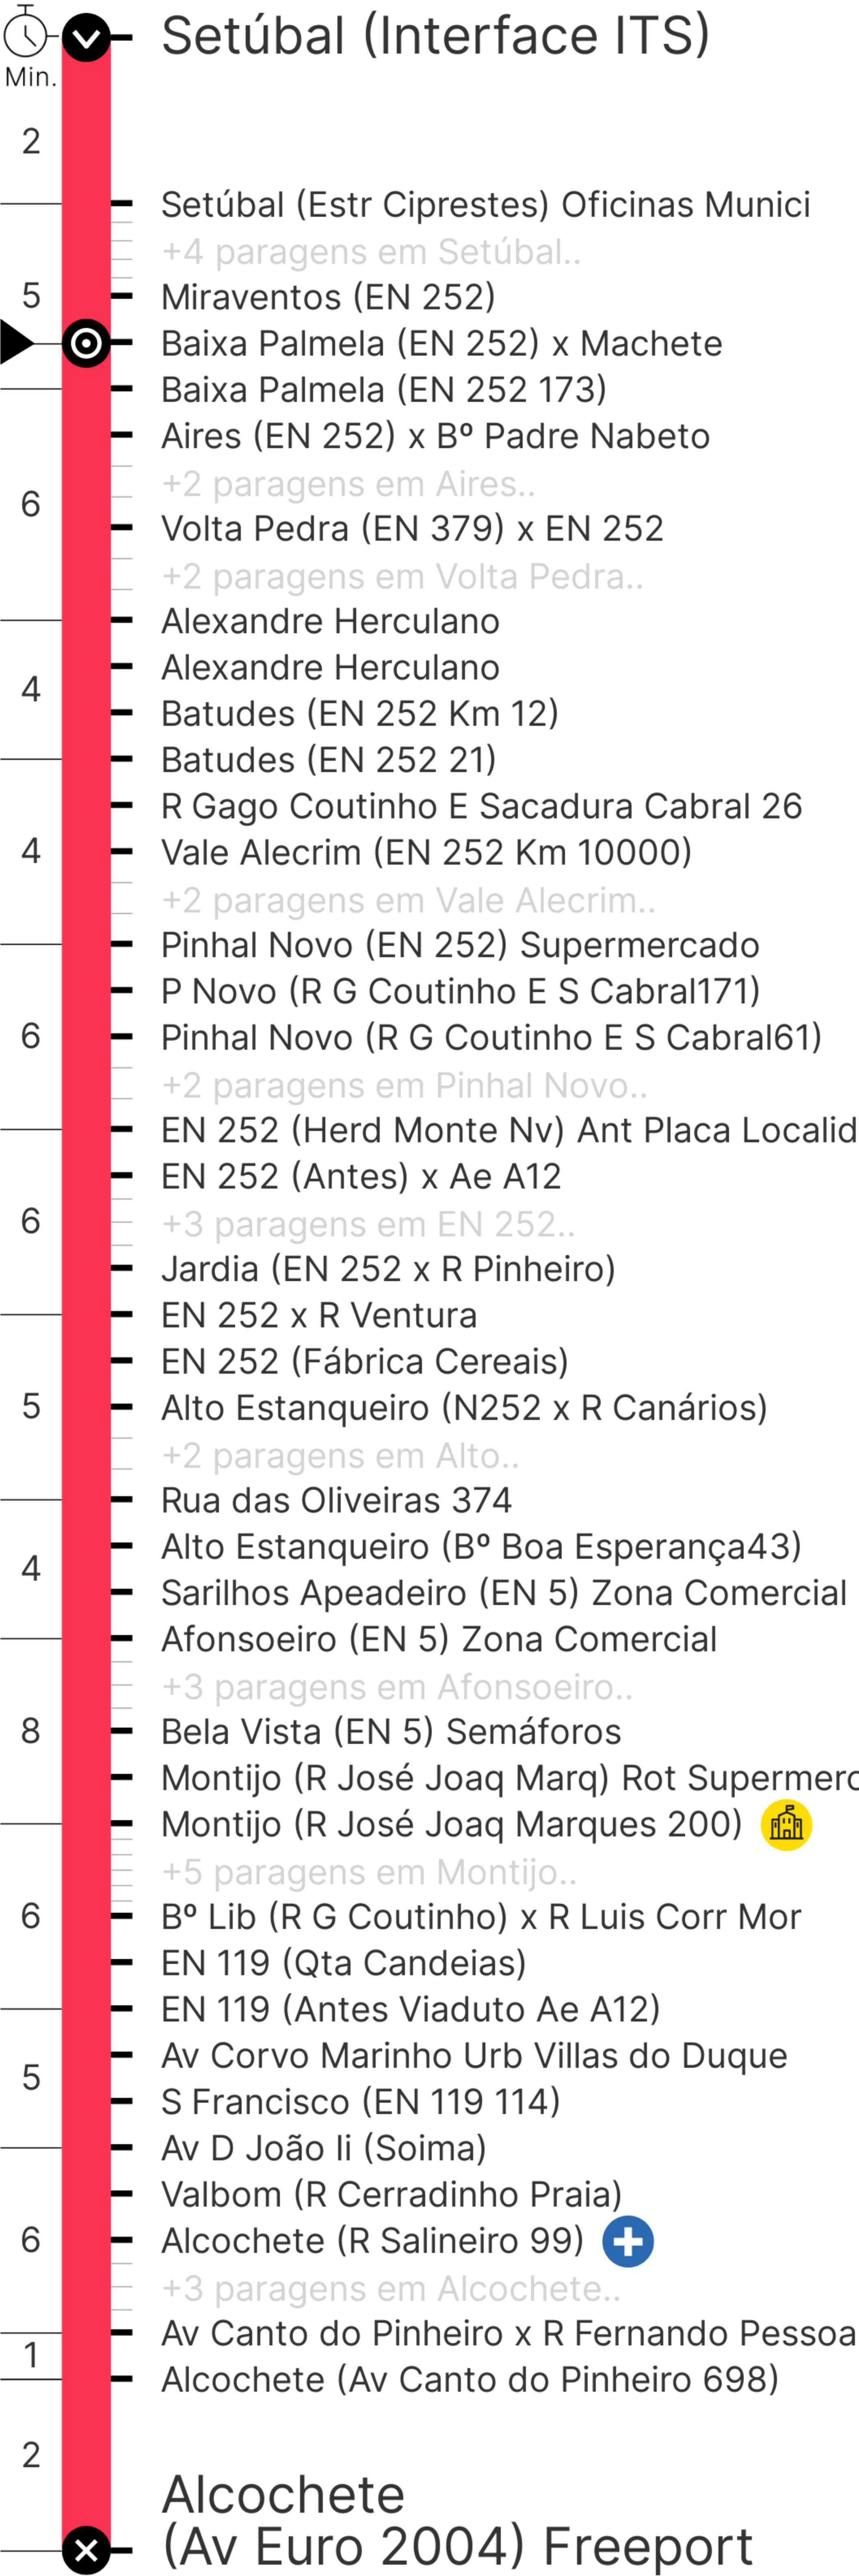 Setúbal (Interface ITS)
Min.
2
Setúbal (Estr Ciprestes) Oficinas Munici
+4 paragens em Setúbal..
5
Miraventos (EN 252)
Baixa Palmela (EN 252) x Machete
Baixa Palmela (EN 252 173)
Aires (EN 252) x Bº Padre Nabeto
+2 paragens em Aires..
6
Volta Pedra (EN 379) x EN 252
+2 paragens em Volta Pedra..
Alexandre Herculano
Alexandre Herculano
4
Batudes (EN 252 Km 12)
Batudes (EN 252 21)
R Gago Coutinho E Sacadura Cabral 26
4
Vale Alecrim (EN 252 Km 10000)
+2 paragens em Vale Alecrim..
Pinhal Novo (EN 252) Supermercado
P Novo (R G Coutinho E S Cabral171)
6
Pinhal Novo (R G Coutinho E S Cabral61)
+2 paragens em Pinhal Novo..
EN 252 (Herd Monte Nv) Ant Placa Localid
EN 252 (Antes) x Ae A12
6
+3 paragens em EN 252..
Jardia (EN 252 x R Pinheiro)
EN 252 x R Ventura
EN 252 (Fábrica Cereais)
5
Alto Estanqueiro (N252 x R Canários)
+2 paragens em Alto..
Rua das Oliveiras 374
Alto Estanqueiro (Bº Boa Esperança43)
4
Sarilhos Apeadeiro (EN 5) Zona Comercial
Afonsoeiro (EN 5) Zona Comercial
+3 paragens em Afonsoeiro..
8
Bela Vista (EN 5) Semáforos
Montijo (R José Joaq Marq) Rot Supermerc
Montijo (R José Joaq Marques 200)
+5 paragens em Montijo..
6
Bº Lib (R G Coutinho) x R Luis Corr Mor
EN 119 (Qta Candeias)
EN 119 (Antes Viaduto Ae A12)
Av Corvo Marinho Urb Villas do Duque
5
S Francisco (EN 119 114)
Av D João Ii (Soima)
Valbom (R Cerradinho Praia)
6
Alcochete (R Salineiro 99)
+3 paragens em Alcochete..
Av Canto do Pinheiro x R Fernando Pessoa
1
Alcochete (Av Canto do Pinheiro 698)
2
Alcochete
(Av Euro 2004) Freeport